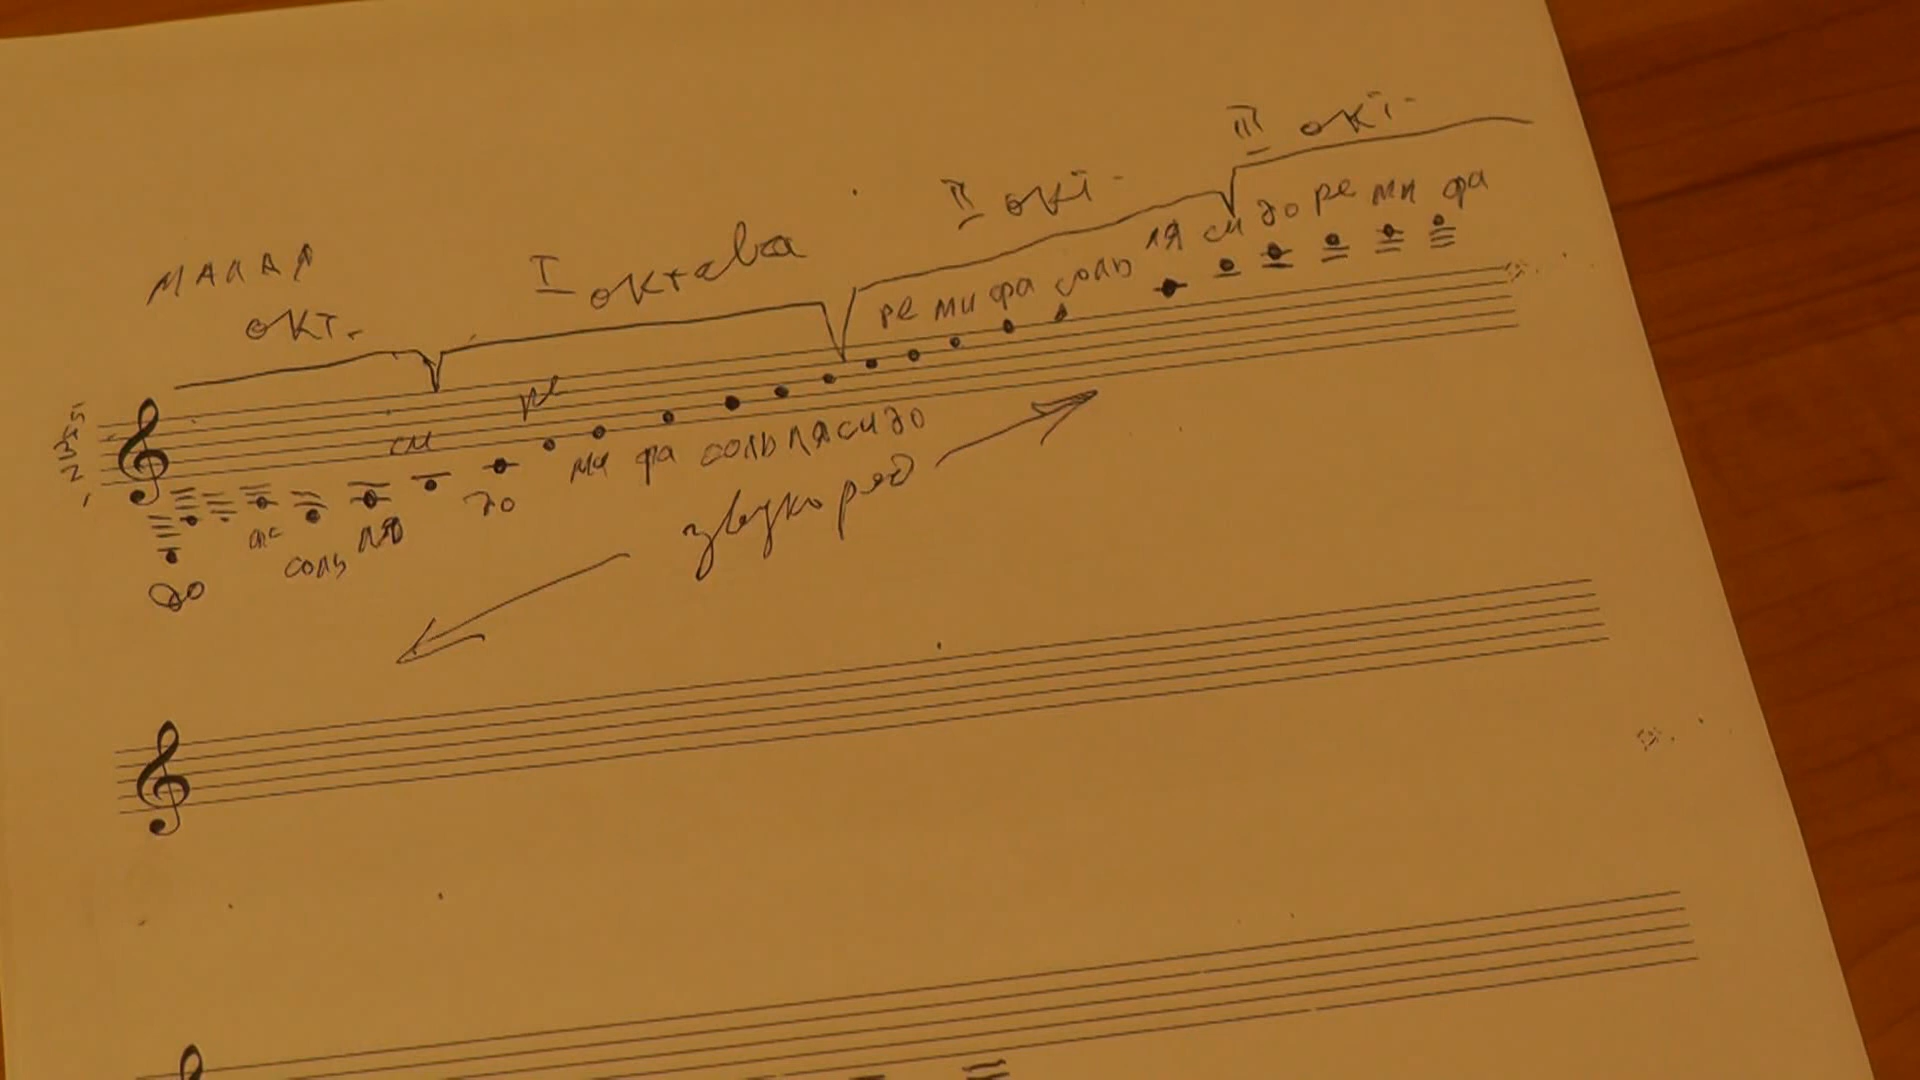 III окт.
II окт.
I октава
МАЛАЯ
окт.
ре ми фа соль ля си до ре ми фа
си ре
до ми фа соль ля си до
соль ля
до
звукоряд